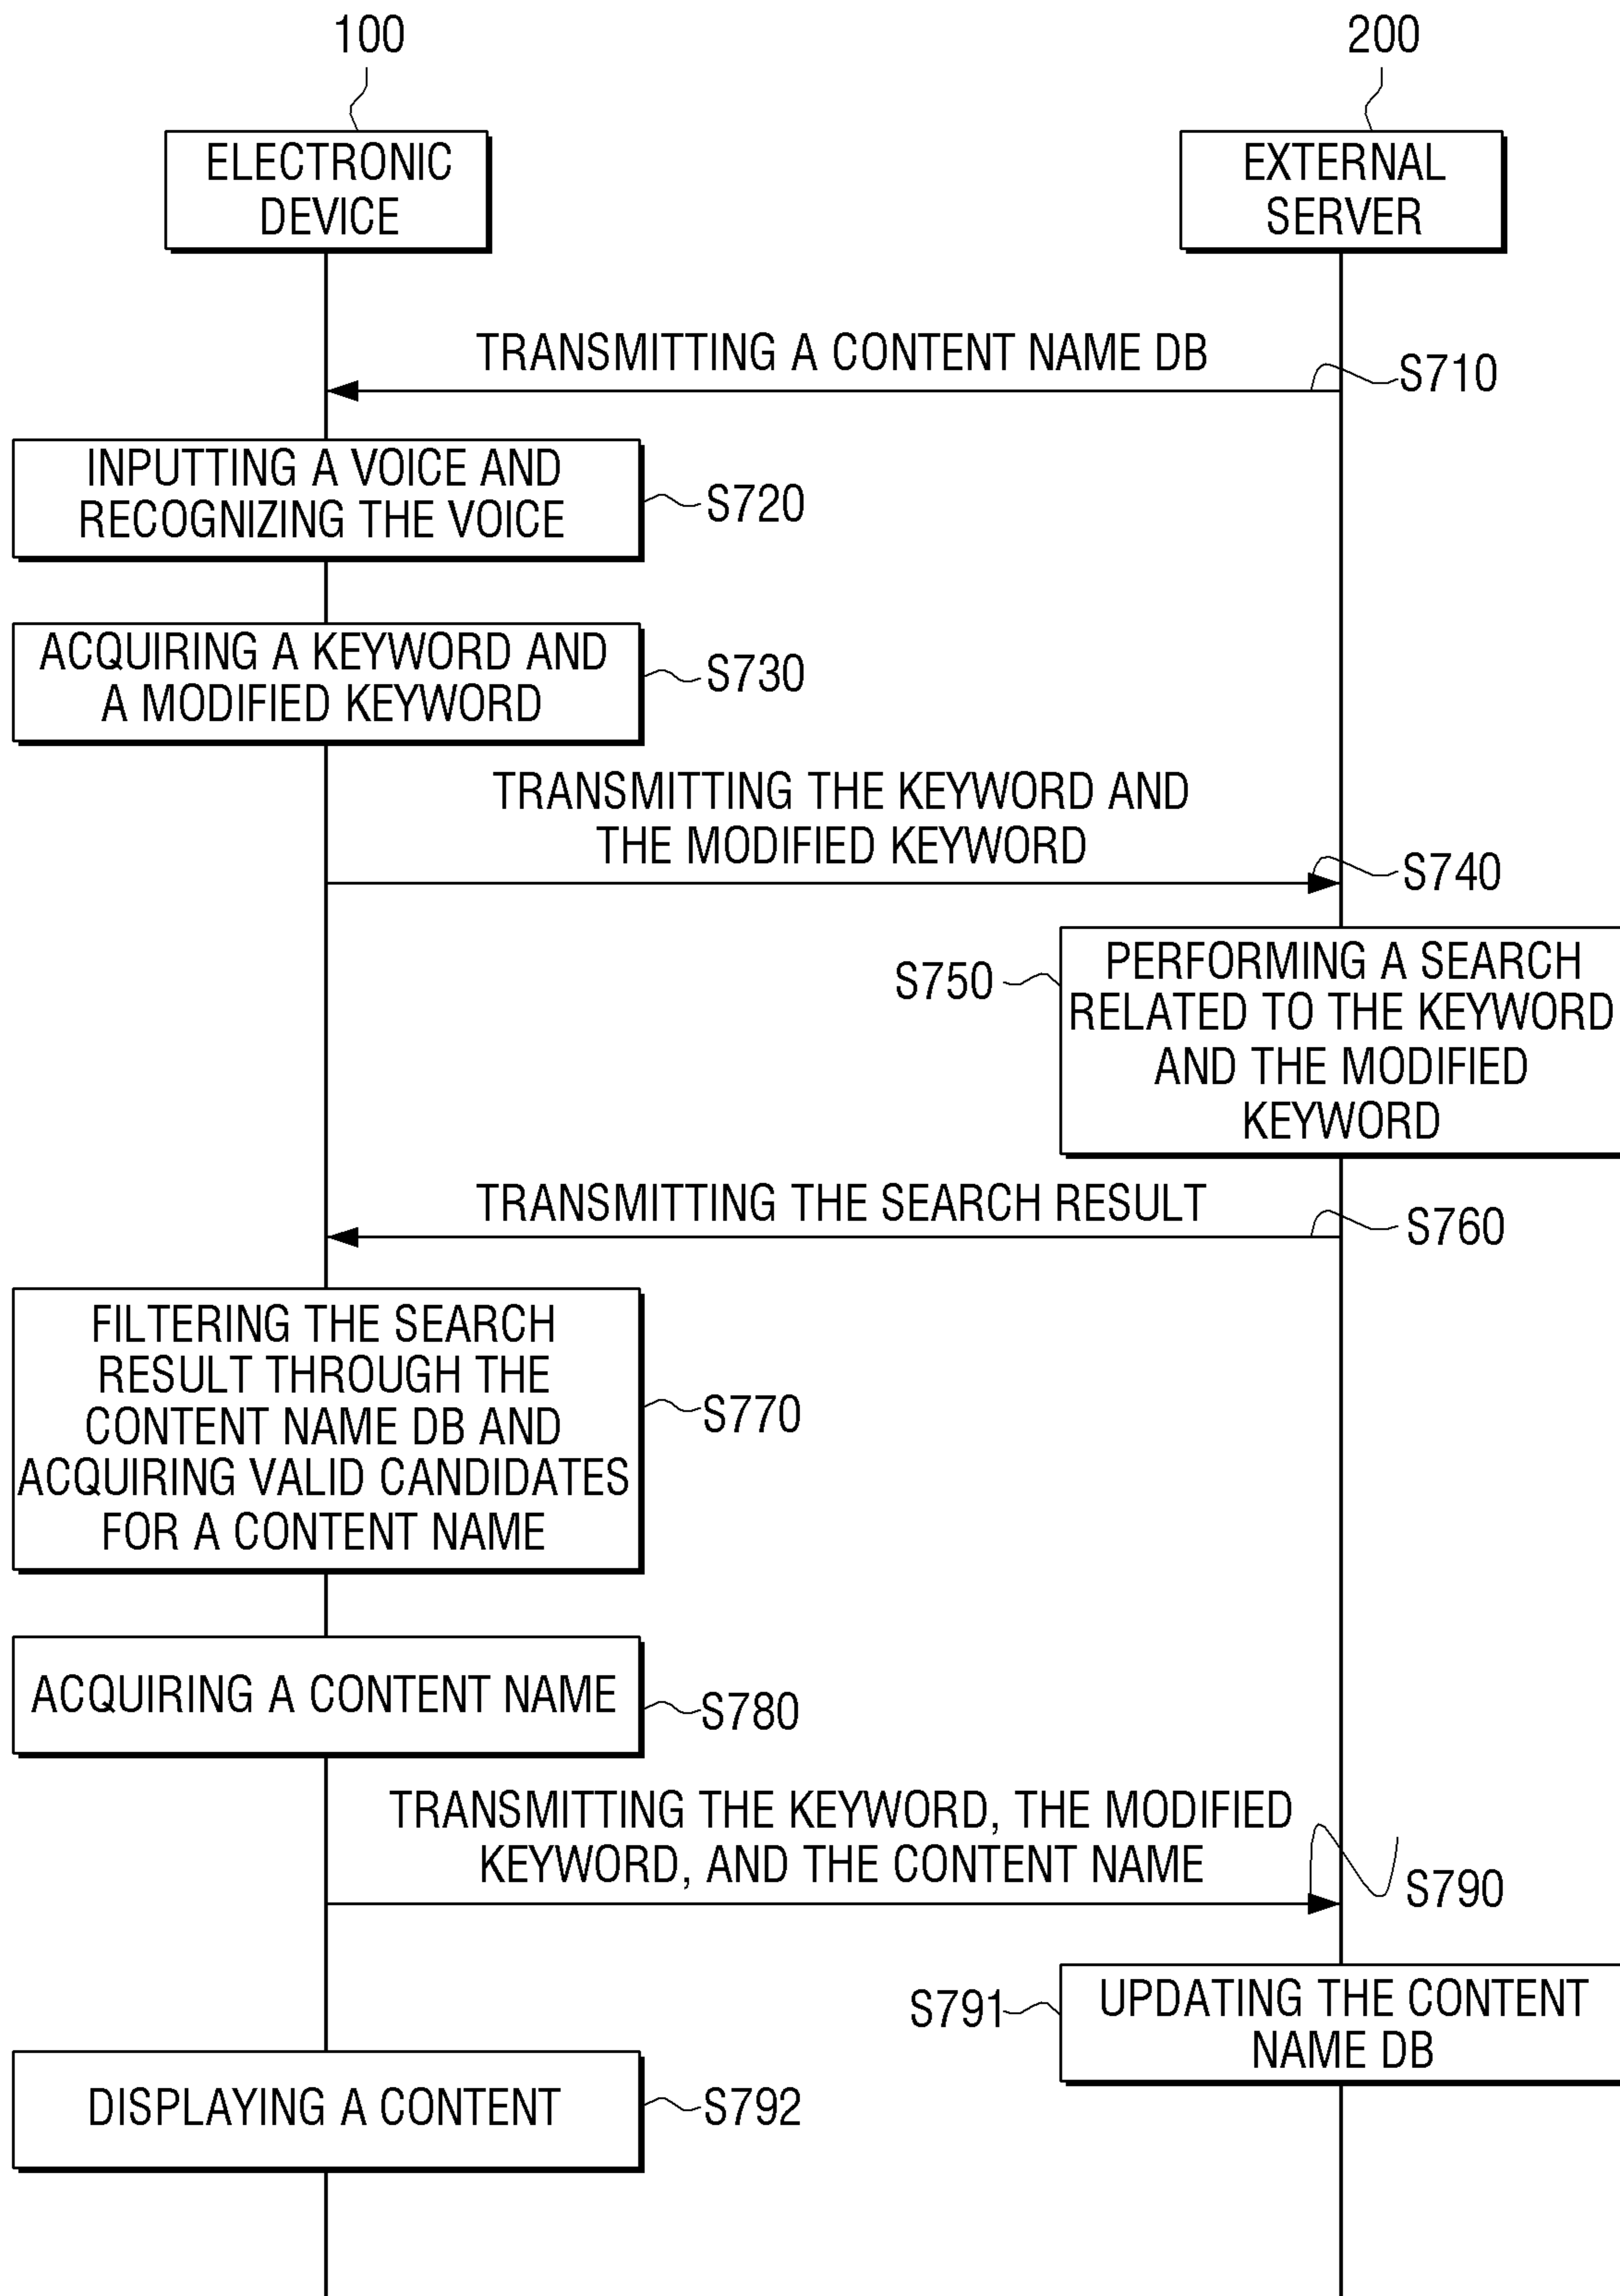 100
200
ELECTRONIC
DEVICE
EXTERNAL
SERVER
TRANSMITTING A CONTENT NAME DB
S710
INPUTTING A VOICE AND
RECOGNIZING THE VOICE
S720
ACQUIRING A KEYWORD AND
A MODIFIED KEYWORD
S730
TRANSMITTING THE KEYWORD AND
THE MODIFIED KEYWORD
S740
S750
PERFORMING A SEARCH
RELATED TO THE KEYWORD
AND THE MODIFIED
KEYWORD
TRANSMITTING THE SEARCH RESULT
S760
FILTERING THE SEARCH
RESULT THROUGH THE
CONTENT NAME DB AND
ACQUIRING VALID CANDIDATES
FOR A CONTENT NAME
S770
ACQUIRING A CONTENT NAME
S780
TRANSMITTING THE KEYWORD, THE MODIFIED
KEYWORD, AND THE CONTENT NAME
S790
S791
UPDATING THE CONTENT
NAME DB
DISPLAYING A CONTENT
S792